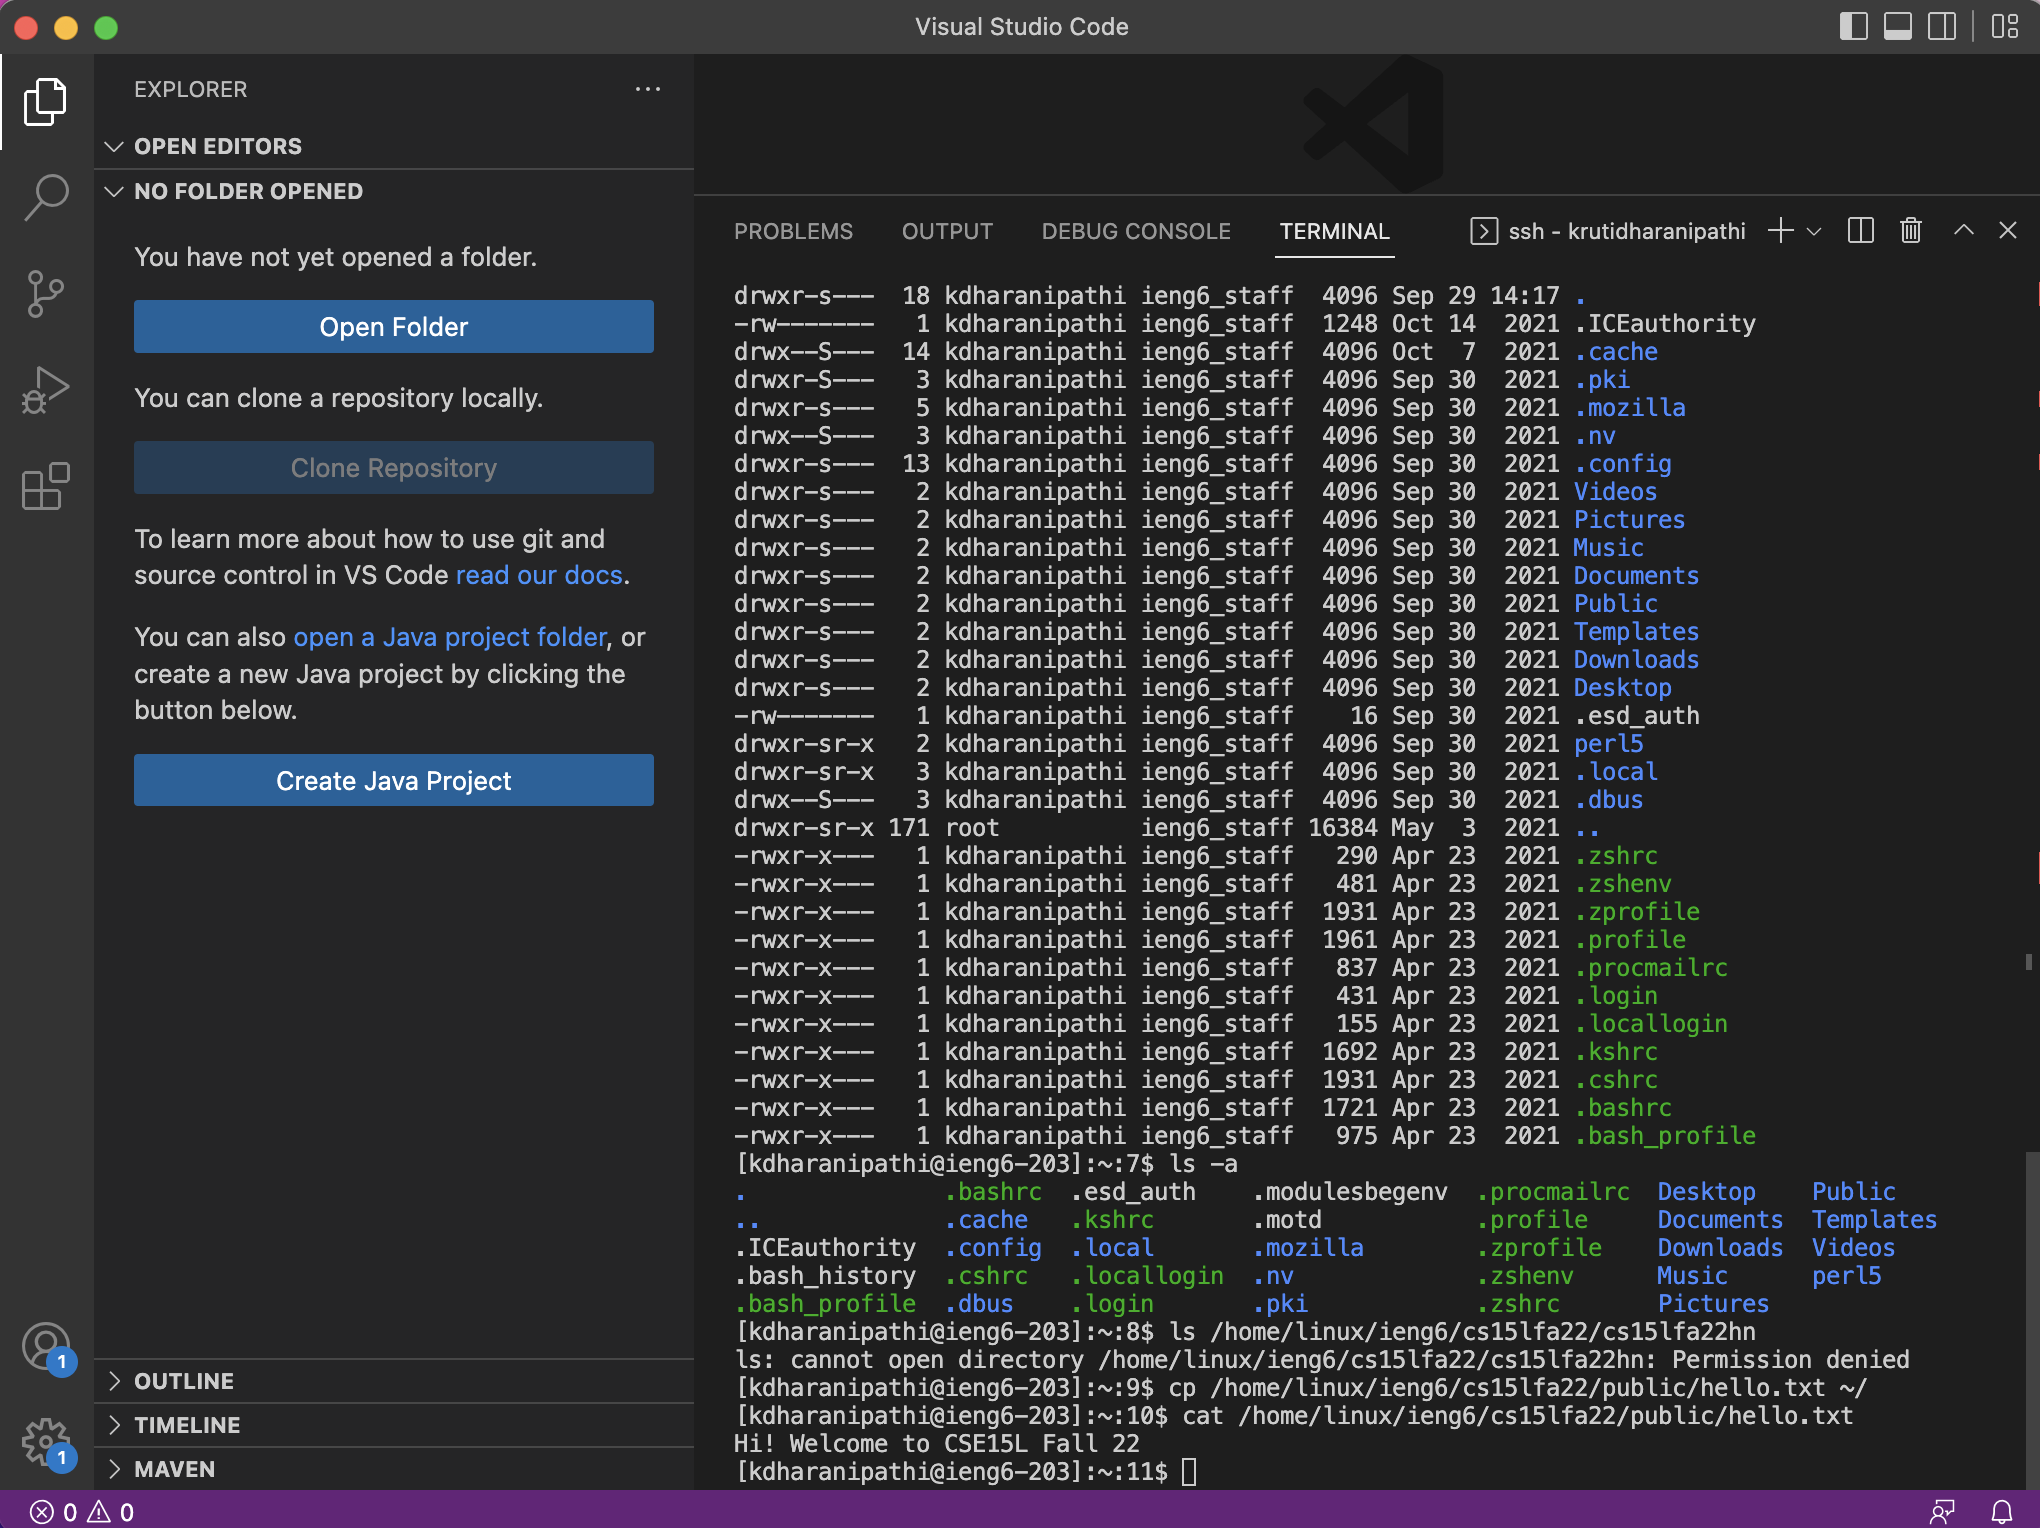 Visual Studio Code
EXPLORER
OPEN EDITORS
NO FOLDER OPENED
You have not yet opened a folder.
Open Folder
You can clone a repository locally.
Clone Repository
To learn more about how to use git and
source control in VS Code read our docs.
You can also open a Java project folder, or
create a new Java project by clicking the
button below.
Create Java Project
OUTLINE
TIMELINE
MAVEN
1
1
PROBLEMS OUTPUT DEBUG CONSOLE TERMINAL ssh - krutidharanipathi
drwxr-s--- 18 kdharanipathi ieng6_staff 4096 Sep 29 14:17 .
-rw------- 1 kdharanipathi ieng6_staff 1248 Oct 14 2021 .ICEauthority
drwx--S--- 14 kdharanipathi ieng6_staff 4096 Oct 7 2021 .cache
drwxr-S--- 3 kdharanipathi ieng6_staff 4096 Sep 30 2021 .pki
drwxr-s--- 5 kdharanipathi ieng6_staff 4096 Sep 30 2021 .mozilla
drwx--S--- 3 kdharanipathi ieng6_staff 4096 Sep 30 2021 .nv
drwxr-s--- 13 kdharanipathi ieng6_staff 4096 Sep 30 2021 .config
drwxr-s--- 2 kdharanipathi ieng6_staff 4096 Sep 30 2021 Videos
drwxr-s--- 2 kdharanipathi ieng6_staff 4096 Sep 30 2021 Pictures
drwxr-s--- 2 kdharanipathi ieng6_staff 4096 Sep 30 2021 Music
drwxr-s--- 2 kdharanipathi ieng6_staff 4096 Sep 30 2021 Documents
drwxr-s--- 2 kdharanipathi ieng6_staff 4096 Sep 30 2021 Public
drwxr-s--- 2 kdharanipathi ieng6_staff 4096 Sep 30 2021 Templates
drwxr-s--- 2 kdharanipathi ieng6_staff 4096 Sep 30 2021 Downloads
drwxr-s--- 2 kdharanipathi ieng6_staff 4096 Sep 30 2021 Desktop
-rw------- 1 kdharanipathi ieng6_staff 16 Sep 30 2021 .esd_auth
drwxr-sr-x 2 kdharanipathi ieng6_staff 4096 Sep 30 2021 perl5
drwxr-sr-x 3 kdharanipathi ieng6_staff 4096 Sep 30 2021 .local
drwx--S--- 3 kdharanipathi ieng6_staff 4096 Sep 30 2021 .dbus
drwxr-sr-x 171 root ieng6_staff 16384 May 3 2021 ..
-rwxr-x--- 1 kdharanipathi ieng6_staff 290 Apr 23 2021 .zshrc
-rwxr-x--- 1 kdharanipathi ieng6_staff 481 Apr 23 2021 .zshenv
-rwxr-x--- 1 kdharanipathi ieng6_staff 1931 Apr 23 2021 .zprofile
-rwxr-x--- 1 kdharanipathi ieng6_staff 1961 Apr 23 2021 .profile
-rwxr-x--- 1 kdharanipathi ieng6_staff 837 Apr 23 2021 .procmailrc
-rwxr-x--- 1 kdharanipathi ieng6_staff 431 Apr 23 2021 .login
-rwxr-x--- 1 kdharanipathi ieng6_staff 155 Apr 23 2021 .locallogin
-rwxr-x--- 1 kdharanipathi ieng6_staff 1692 Apr 23 2021 .kshrc
-rwxr-x--- 1 kdharanipathi ieng6_staff 1931 Apr 23 2021 .cshrc
-rwxr-x--- 1 kdharanipathi ieng6_staff 1721 Apr 23 2021 .bashrc
-rwxr-x--- 1 kdharanipathi ieng6_staff 975 Apr 23 2021 .bash_profile
[kdharanipathi@ieng6-203]:~:7$ ls -a
. .bashrc .esd_auth .modulesbegenv .procmailrc Desktop Public
.. .cache .kshrc .motd .profile Documents Templates
.ICEauthority .config .local .mozilla .zprofile Downloads Videos
.bash_history .cshrc .locallogin .nv .zshenv Music perl5
.bash_profile .dbus .login .pki .zshrc Pictures
[kdharanipathi@ieng6-203]:~:8$ ls /home/linux/ieng6/cs15lfa22/cs15lfa22hn
ls: cannot open directory /home/linux/ieng6/cs15lfa22/cs15lfa22hn: Permission denied
[kdharanipathi@ieng6-203]:~:9$ cp /home/linux/ieng6/cs15lfa22/public/hello.txt ~/
[kdharanipathi@ieng6-203]:~:10$ cat /home/linux/ieng6/cs15lfa22/public/hello.txt
Hi! Welcome to CSE15L Fall 22
[kdharanipathi@ieng6-203]:~:11$
0 0